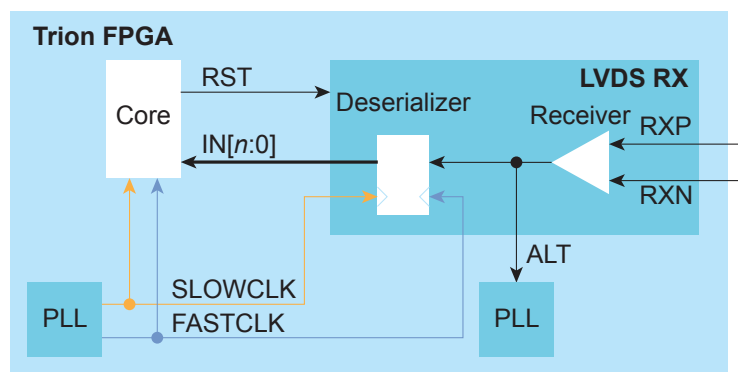 Trion FPGA
RST
LVDS RX
Core
Deserializer
Receiver
RXP
IN[n:0]
RXN
ALT
SLOWCLK
PLL
FASTCLK
PLL